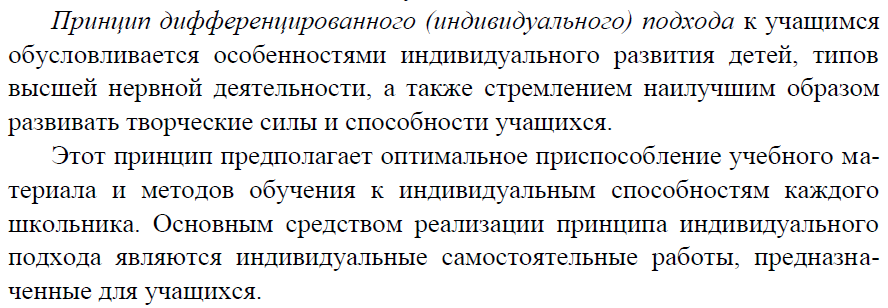 Принцип дифференцированного (индивидуального) подхода к учащимся
обусловливается особенностями индивидуального развития детей, типов
высшей нервной деятельности, а также стремлением наилучшим образом
развивать творческие силы и способности учащихся.
Этот принцип предполагает оптимальное приспособление учебного ма-
териала и методов обучения к индивидуальным способностям каждого
школьника. Основным средством реализации принципа индивидуального
подхода являются индивидуальные самостоятельные работы, предназна-
ченные для учащихся.